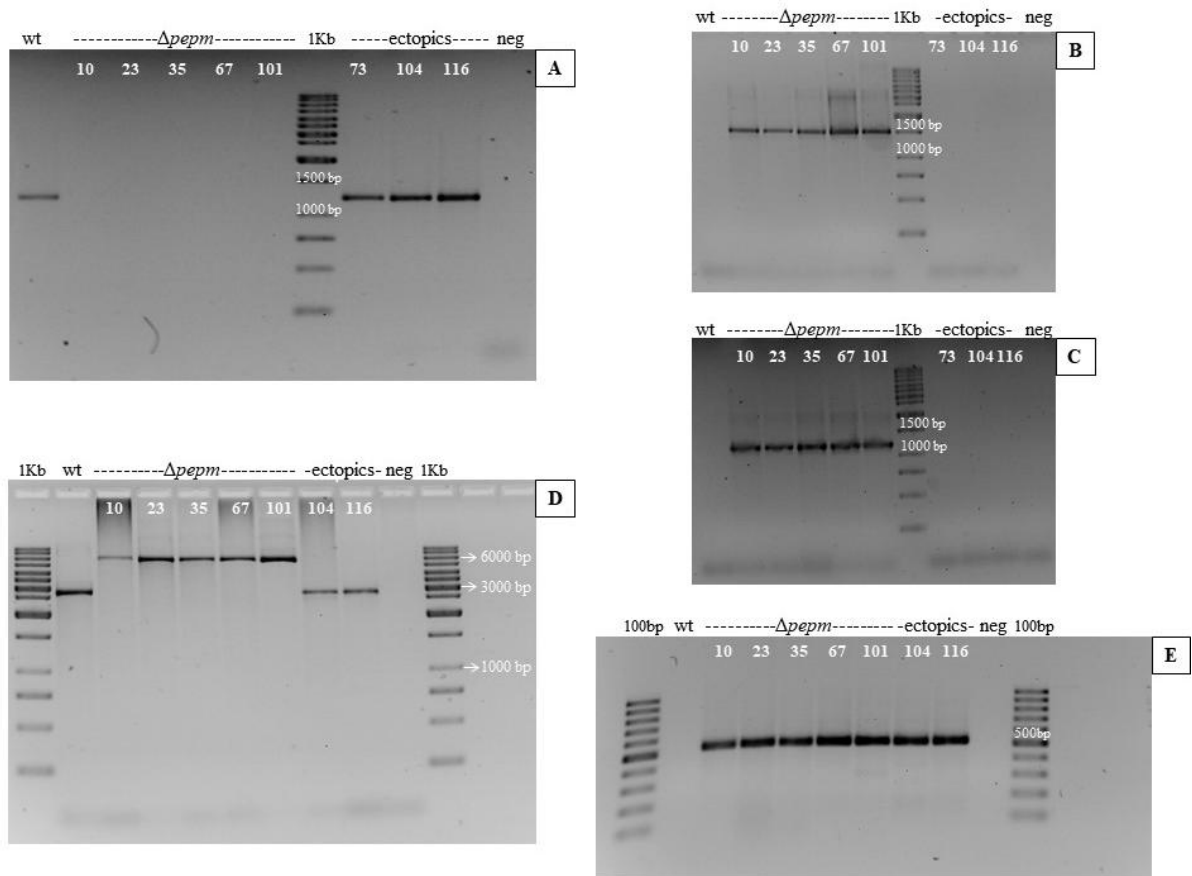 wt -----------Δpepm----------- 1Kb -----ectopics----- neg
10 23 35 67 101 73 104 116
A
1500 bp
1000 bp
wt --------Δpepm-------- 1Kb -ectopics- neg
10 23 35 67 101 73 104 116
B
1500 bp
1000 bp
wt --------Δpepm-------- 1Kb -ectopics- neg
10 23 35 67 101 73 104 116
C
1500 bp
1000 bp
1Kb wt -----------Δpepm----------- -ectopics- neg 1Kb
10 23 35 67 101 104 116
D
→ 6000 bp
→ 3000 bp
→ 1000 bp
100bp wt ---------Δpepm--------- -ectopics- neg 100bp
10 23 35 67 101 104 116
E
500bp